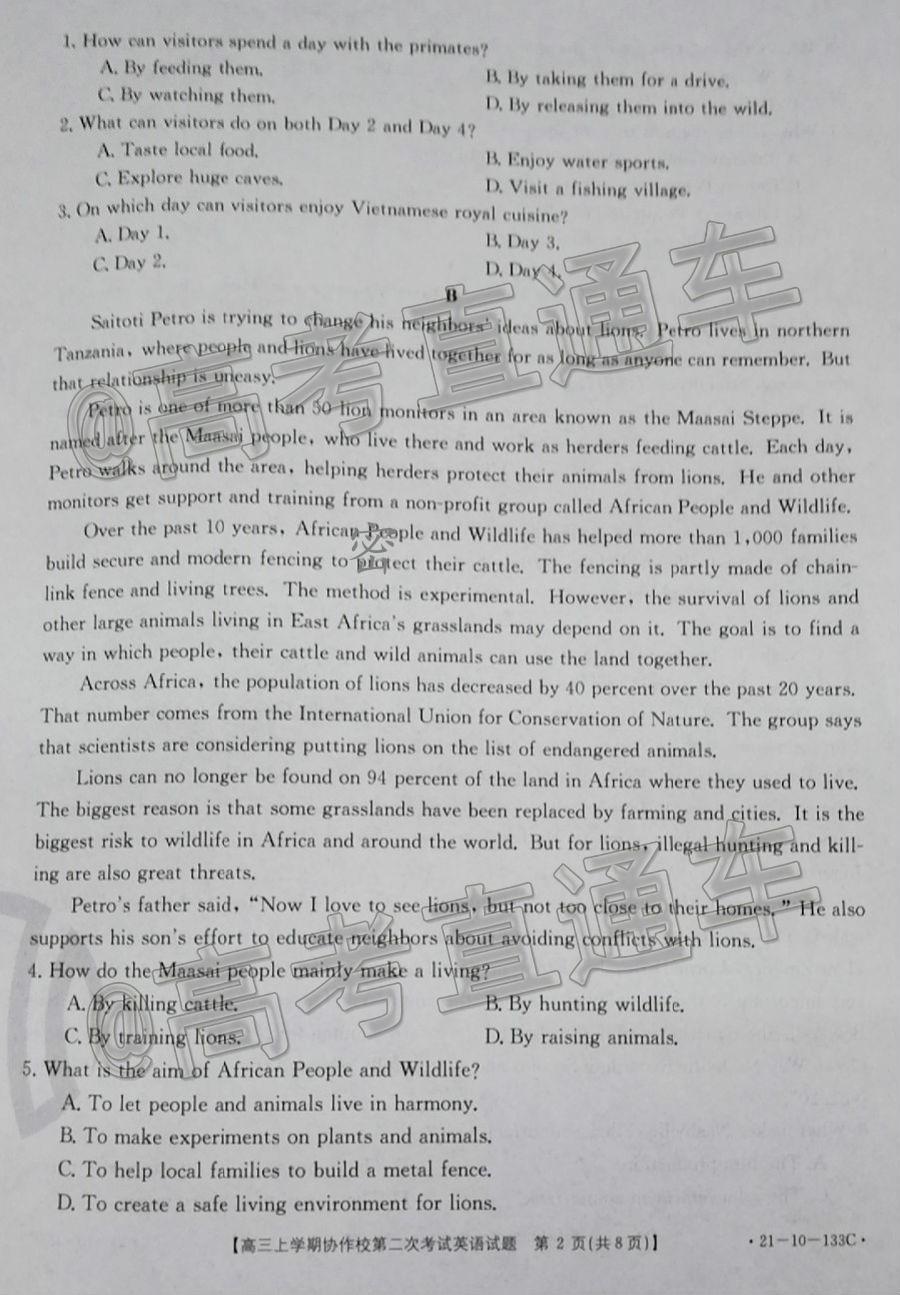 1. How can visitors spend a day with the primates?
A. By feeding them.
B. By taking them for a drive.
C. By watching them.
D. By releasing them into the wild.
2. What can visitors do on both Day 2 and Day 4?
A. Taste local food.
B. Enjoy water sports.
C. Explore huge caves.
D. Visit a fishing village.
3. On which day can visitors enjoy Vietnamese royal cuisine?
A. Day 1.
B. Day 3.
C. Day 2.
D. Day 4.
B
Saitoti Petro is trying to change his neighbors' ideas about lions. Petro lives in northern
Tanzania, where people and lions have lived together for as long as anyone can remember. But
that relationship is uneasy.
Petro is one of more than 50 lion monitors in an area known as the Maasai Steppe. It is
named after the Maasai people, who live there and work as herders feeding cattle. Each day,
Petro walks around the area, helping herders protect their animals from lions. He and other
monitors get support and training from a non-profit group called African People and Wildlife.
Over the past 10 years, African People and Wildlife has helped more than 1,000 families
build secure and modern fencing to protect their cattle. The fencing is partly made of chain-
link fence and living trees. The method is experimental. However, the survival of lions and
other large animals living in East Africa's grasslands may depend on it. The goal is to find a
way in which people, their cattle and wild animals can use the land together.
Across Africa, the population of lions has decreased by 40 percent over the past 20 years.
That number comes from the International Union for Conservation of Nature. The group says
that scientists are considering putting lions on the list of endangered animals.
Lions can no longer be found on 94 percent of the land in Africa where they used to live.
The biggest reason is that some grasslands have been replaced by farming and cities. It is the
biggest risk to wildlife in Africa and around the world. But for lions, illegal hunting and kill-
ing are also great threats.
Petro's father said, "Now I love to see lions, but not too close to their homes." He also
supports his son's effort to educate neighbors about avoiding conflicts with lions.
4. How do the Maasai people mainly make a living?
A. By killing cattle.
B. By hunting wildlife.
C. By training lions.
D. By raising animals.
5. What is the aim of African People and Wildlife?
A. To let people and animals live in harmony.
B. To make experiments on plants and animals.
C. To help local families to build a metal fence.
D. To create a safe living environment for lions.
【高三上学期协作校第二次考试英语试题 第 2 页(共 8 页)】
·21-10-133C·
@高考直通车
密
@高考直通车